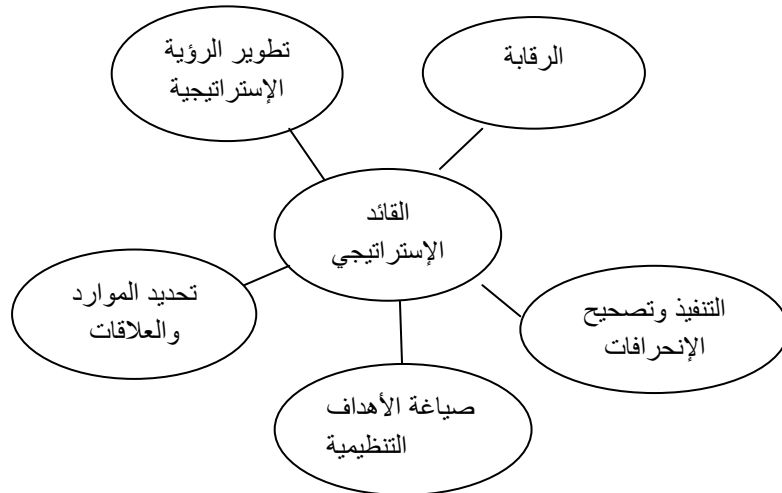 الرقابة
تطوير الرؤية
الإستراتيجية
القائد
الإستراتيجي
تحديد الموارد
والعلاقات
التنفيذ وتصحيح
الإنحرافات
صياغة الأهداف
التنظيمية